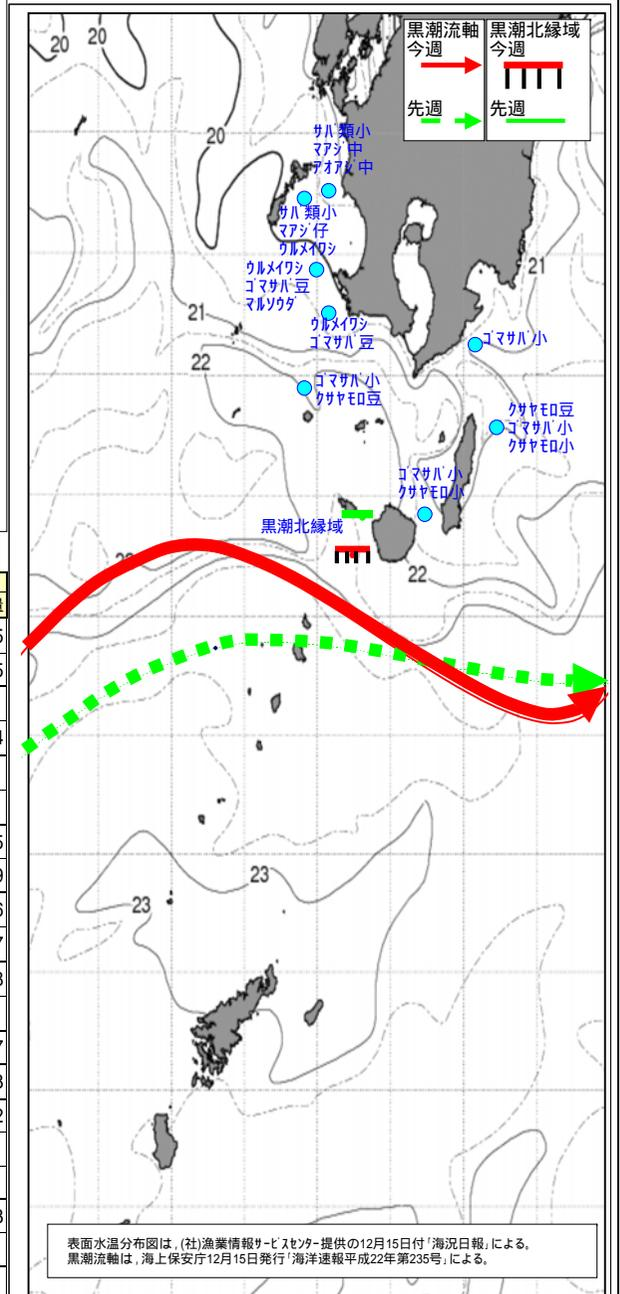 黒潮流軸
今週
先週
黒潮北縁域
今週
先週
20
20
20
サバ類小
マアジ中
アオアジ中
サバ類小
マアジ仔
ウルメイワシ
ウルメイワシ
ゴマサバ豆
マルソウダ
ウルメイワシ
ゴマサバ豆
21
21
ゴマサバ小
22
ゴマサバ小
クサヤモロ豆
クサヤモロ豆
ゴマサバ小
クサヤモロ小
ゴマサバ小
クサヤモロ小
黒潮北縁域
22
23
23
表面水温分布図は,(社)漁業情報サービスセンター提供の12月15日付「海況日報」による。
黒潮流軸は,海上保安庁12月15日発行「海洋速報平成22年第235号」による。